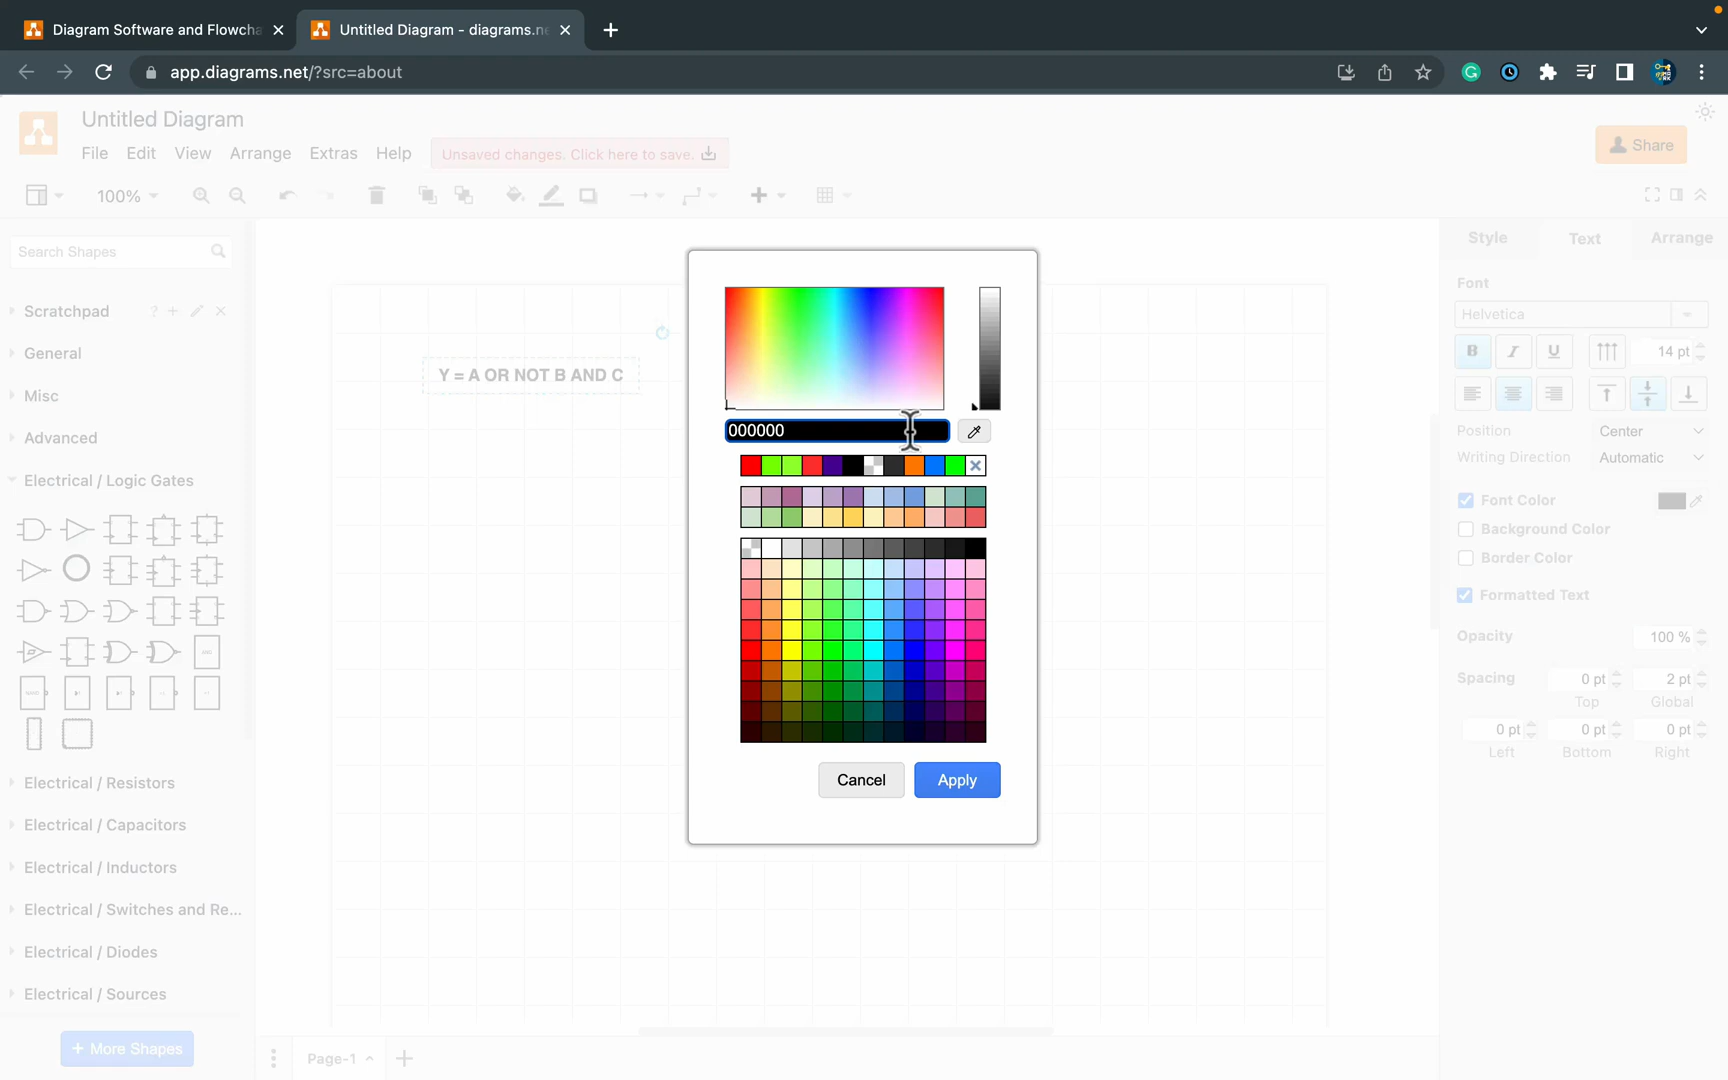 Diagram Software and Flowcha
Untitled Diagram - diagrams.ne
app.diagrams.net/?src=about
Untitled Diagram
File Edit View Arrange Extras Help
Unsaved changes. Click here to save.
Share
100%
Search Shapes
Style Text Arrange
Scratchpad ?
General
Misc
Advanced
Electrical / Logic Gates
Electrical / Resistors
Electrical / Capacitors
Electrical / Inductors
Electrical / Switches and Re...
Electrical / Diodes
Electrical / Sources
+ More Shapes
Y = A OR NOT B AND C
000000
Cancel Apply
Page-1
Font
Helvetica
B I U 14 pt
Position Center
Writing Direction Automatic
Font Color
Background Color
Border Color
Formatted Text
Opacity 100 %
Spacing 0 pt 2 pt
Top Global
0 pt 0 pt 0 pt
Left Bottom Right